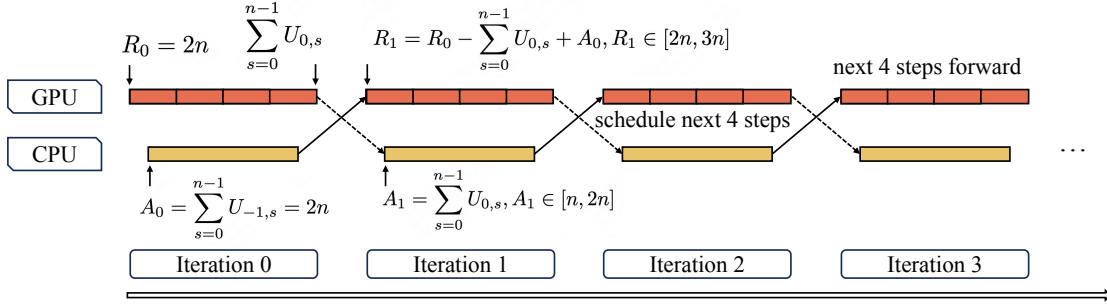 $R_0 = 2n$
$\sum_{s=0}^{n-1} U_{0,s}$
$R_1 = R_0 - \sum_{s=0}^{n-1} U_{0,s} + A_0, R_1 \in [2n, 3n]$
next 4 steps forward
GPU
schedule next 4 steps
CPU
...
$A_0 = \sum_{s=0}^{n-1} U_{-1,s} = 2n$
$A_1 = \sum_{s=0}^{n-1} U_{0,s}, A_1 \in [n, 2n]$
Iteration 0
Iteration 1
Iteration 2
Iteration 3